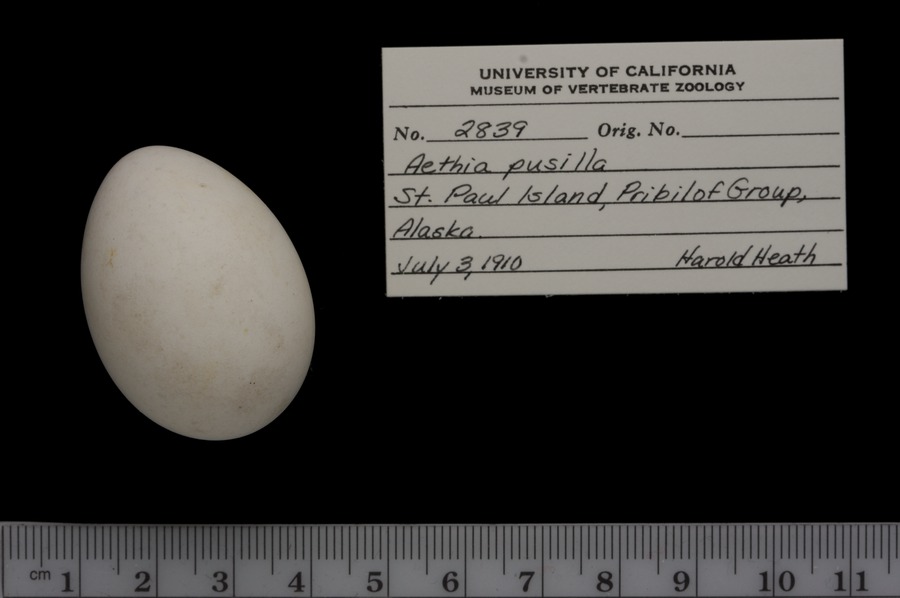 UNIVERSITY OF CALIFORNIA
MUSEUM OF VERTEBRATE ZOOLOGY
No. 2839 Orig. No.
Aethia pusilla
St. Paul Island, Pribilof Group,
Alaska.
July 3, 1910 Harold Heath
cm 1 2 3 4 5 6 7 8 9 10 11